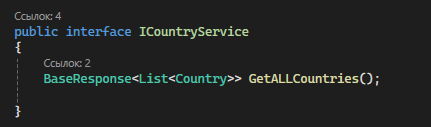 Ссылок: 4
public interface ICountryService
{
Ссылок: 2
BaseResponse<List<Country>> GetALLCountries();
}